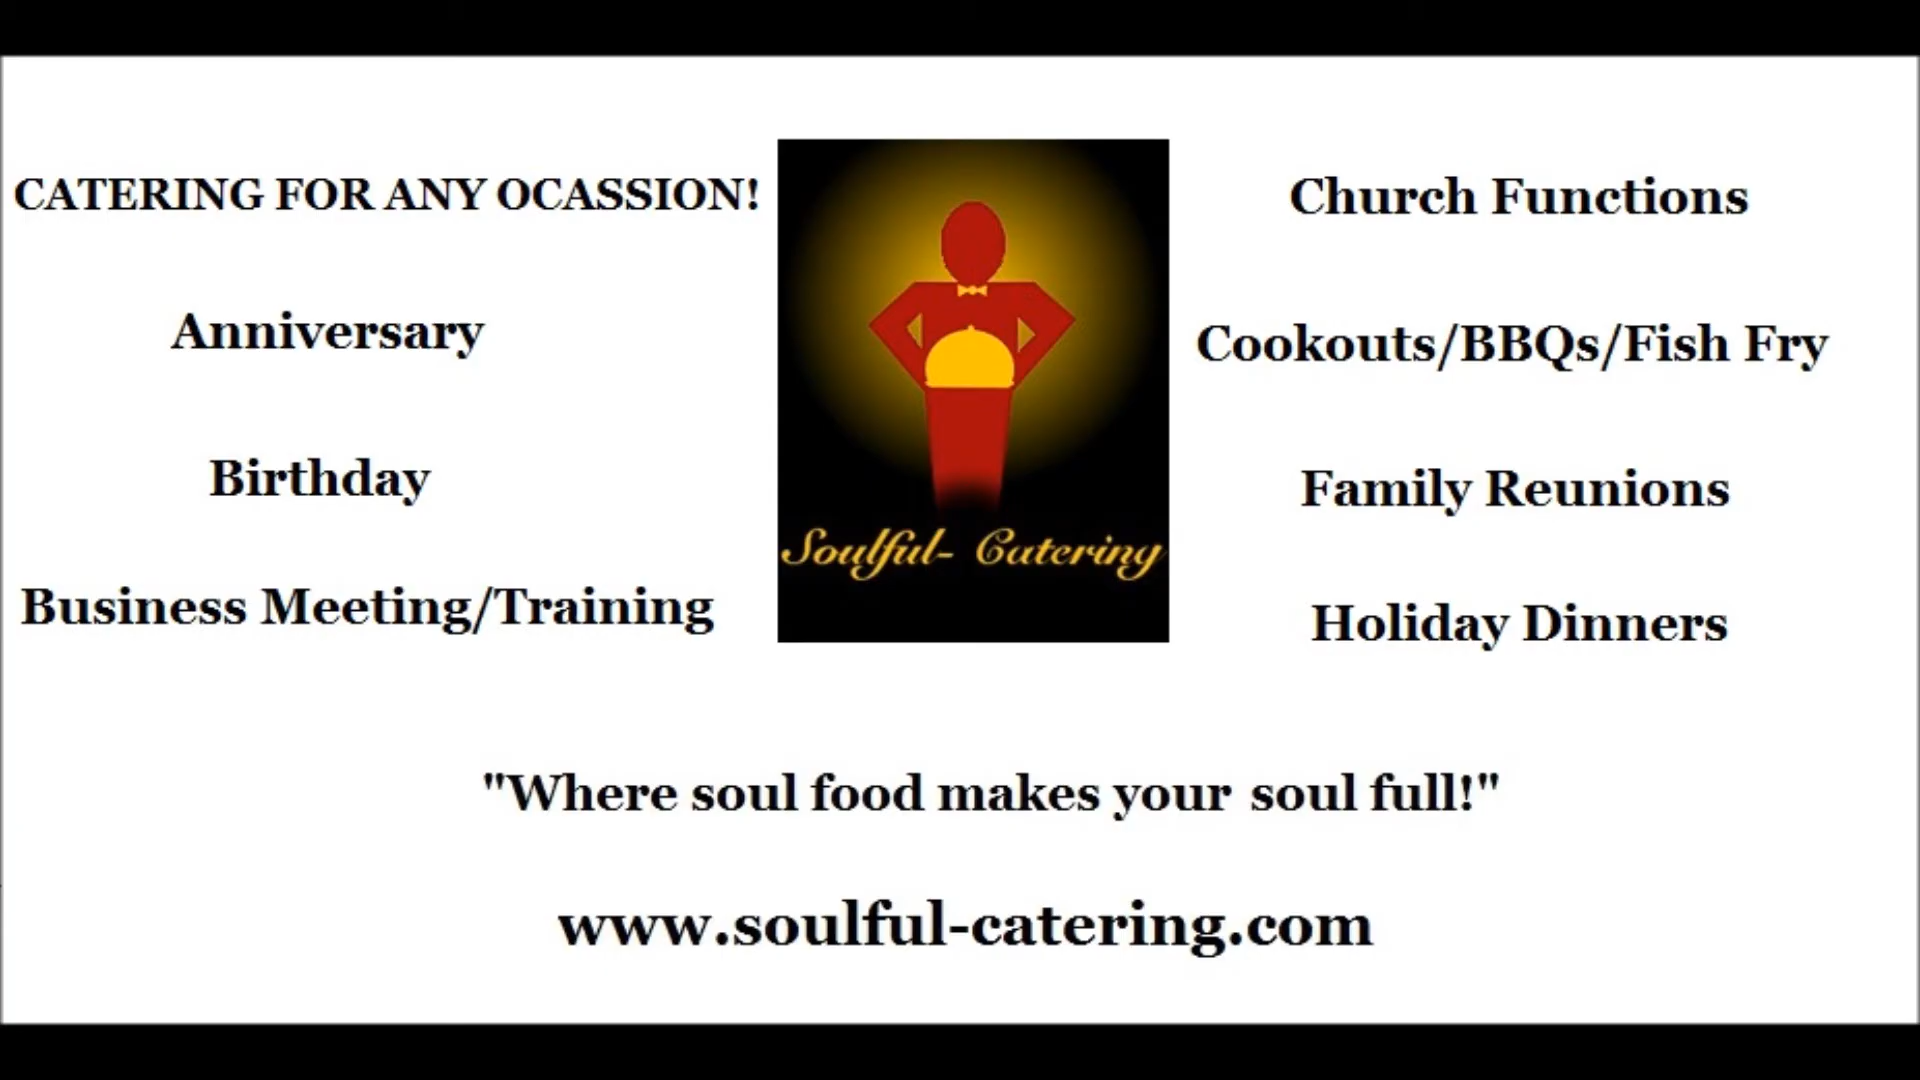 CATERING FOR ANY OCASSION!
Anniversary
Birthday
Business Meeting/Training
Soulful- Catering
Church Functions
Cookouts/BBQs/Fish Fry
Family Reunions
Holiday Dinners
"Where soul food makes your soul full!"
www.soulful-catering.com